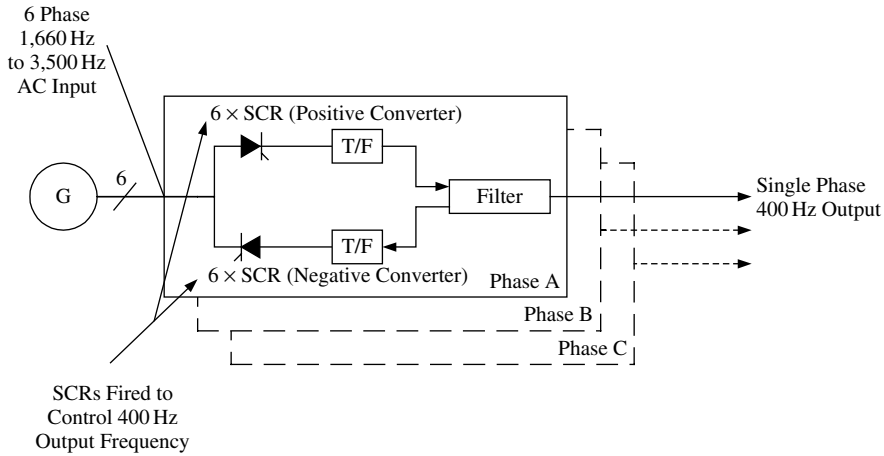 6 Phase
1,660 Hz
to 3,500 Hz
AC Input
6 × SCR (Positive Converter)
T/F
6
G
Filter
Single Phase
400 Hz Output
T/F
6 × SCR (Negative Converter)
Phase A
Phase B
Phase C
SCRs Fired to
Control 400 Hz
Output Frequency